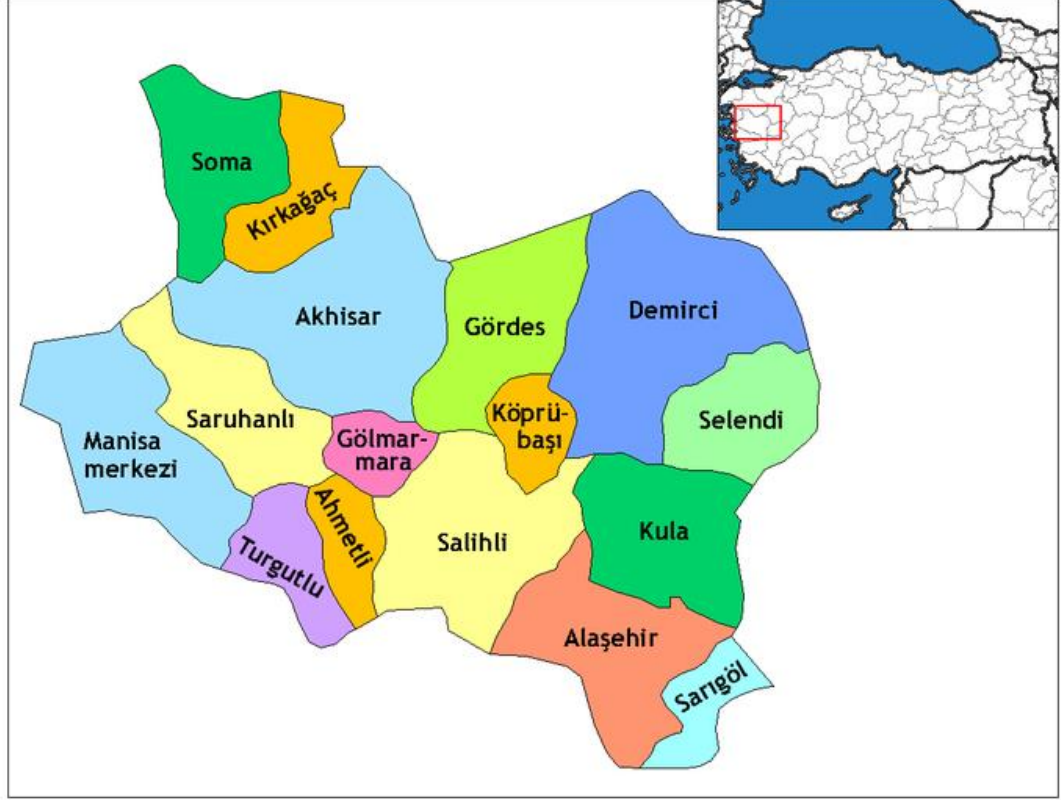 Soma
Kırkağaç
Akhisar
Gördes
Demirci
Saruhanlı
Gölmar-
mara
Köprü-
başı
Selendi
Manisa
merkezi
Turgutlu
Ahmetli
Salihli
Kula
Alaşehir
Sarıgöl